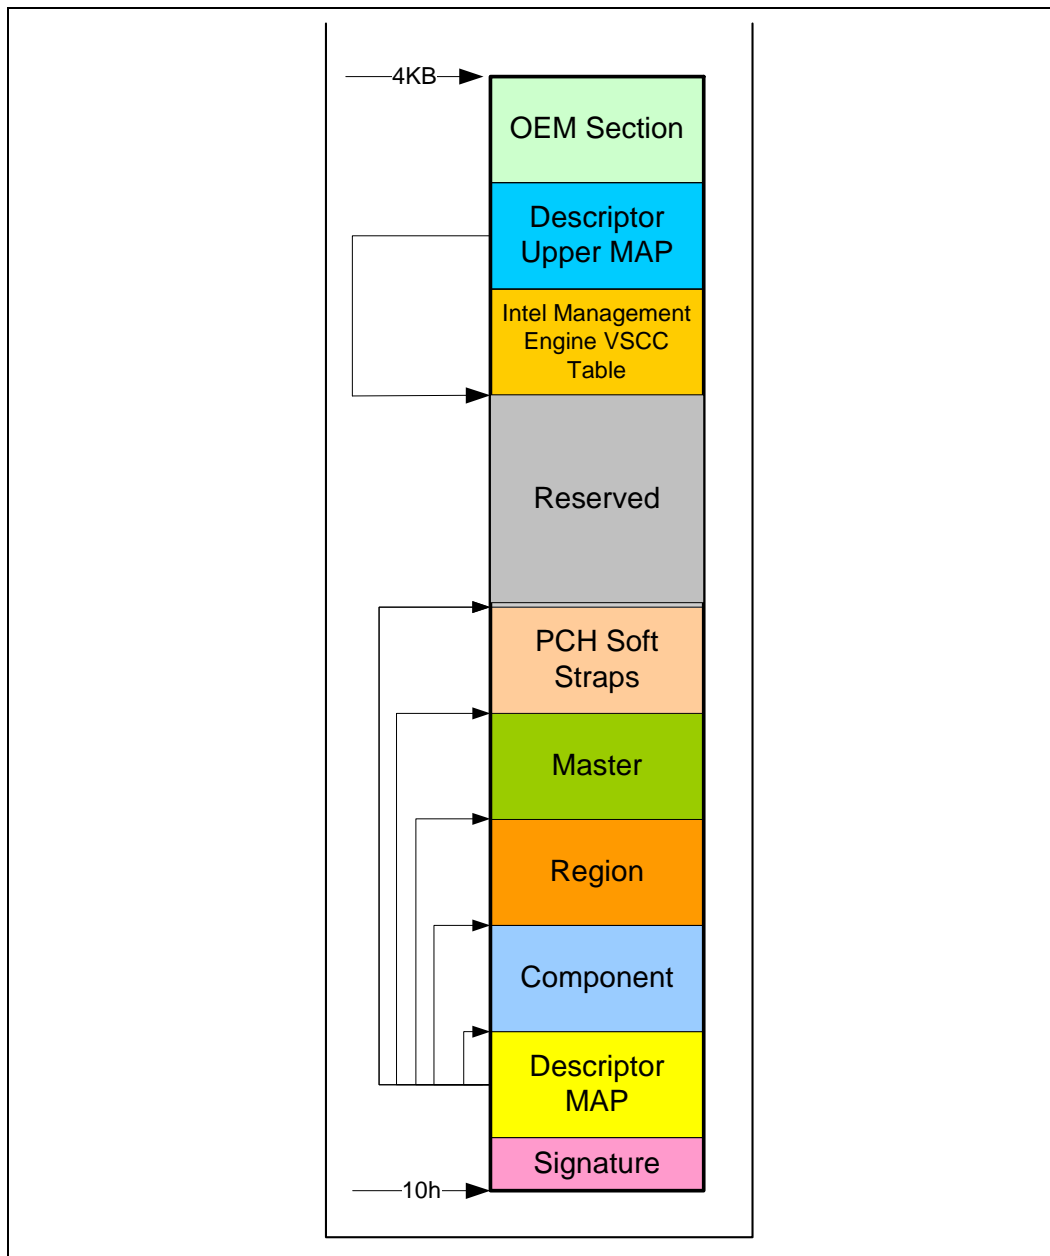 4KB
OEM Section
Descriptor
Upper MAP
Intel Management
Engine VSCC
Table
Reserved
PCH Soft
Straps
Master
Region
Component
Descriptor
MAP
Signature
10h